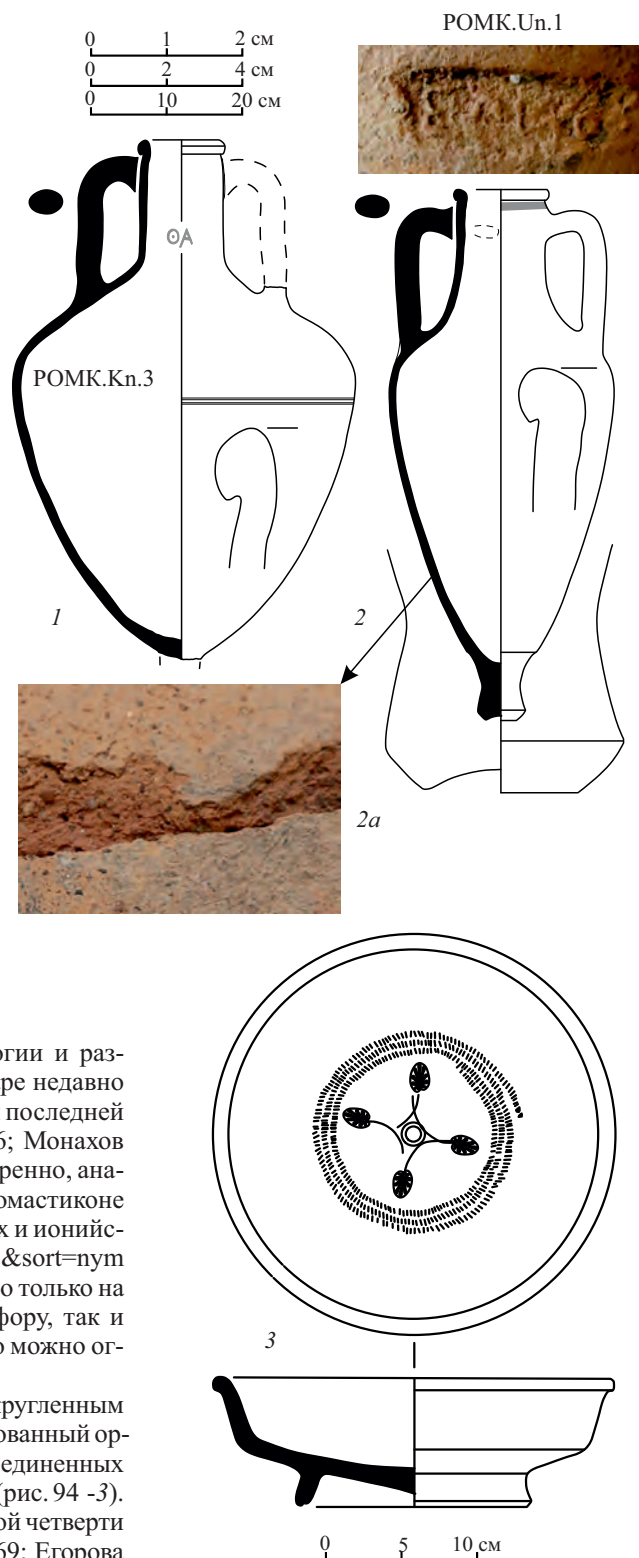 РОМК.Un.1
0 1 2 см
0 2 4 см
0 10 20 см
ΘΑ
РОМК.Kn.3
1
2
2а
огии и раз-
ре недавно
последней
6; Монахов
ренно, ана-
омастиконе
х и ионийс-
&sort=nym
о только на
фору, так и
о можно ог-
кругленным
ованный ор-
единенных
(рис. 94 -3).
ой четверти
69; Егорова
3
0 5 10 см